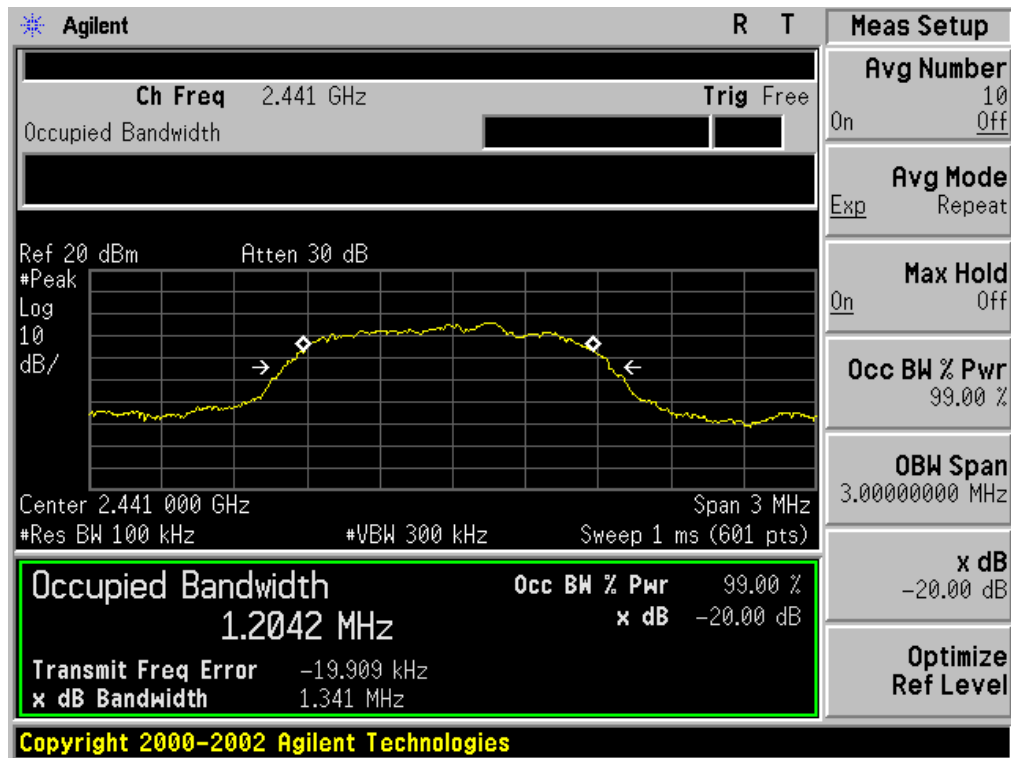 Agilent R T
Ch Freq 2.441 GHz Trig Free
Occupied Bandwidth
Ref 20 dBm Atten 30 dB
#Peak
Log
10
dB/
Center 2.441 000 GHz Span 3 MHz
#Res BW 100 kHz #VBW 300 kHz Sweep 1 ms (601 pts)
Occupied Bandwidth Occ BW % Pwr 99.00 %
1.2042 MHz x dB -20.00 dB
Transmit Freq Error -19.909 kHz
x dB Bandwidth 1.341 MHz
Copyright 2000-2002 Agilent Technologies
Meas Setup
Avg Number
10
On Off
Avg Mode
Exp Repeat
Max Hold
On Off
Occ BW % Pwr
99.00 %
OBW Span
3.00000000 MHz
x dB
-20.00 dB
Optimize
Ref Level